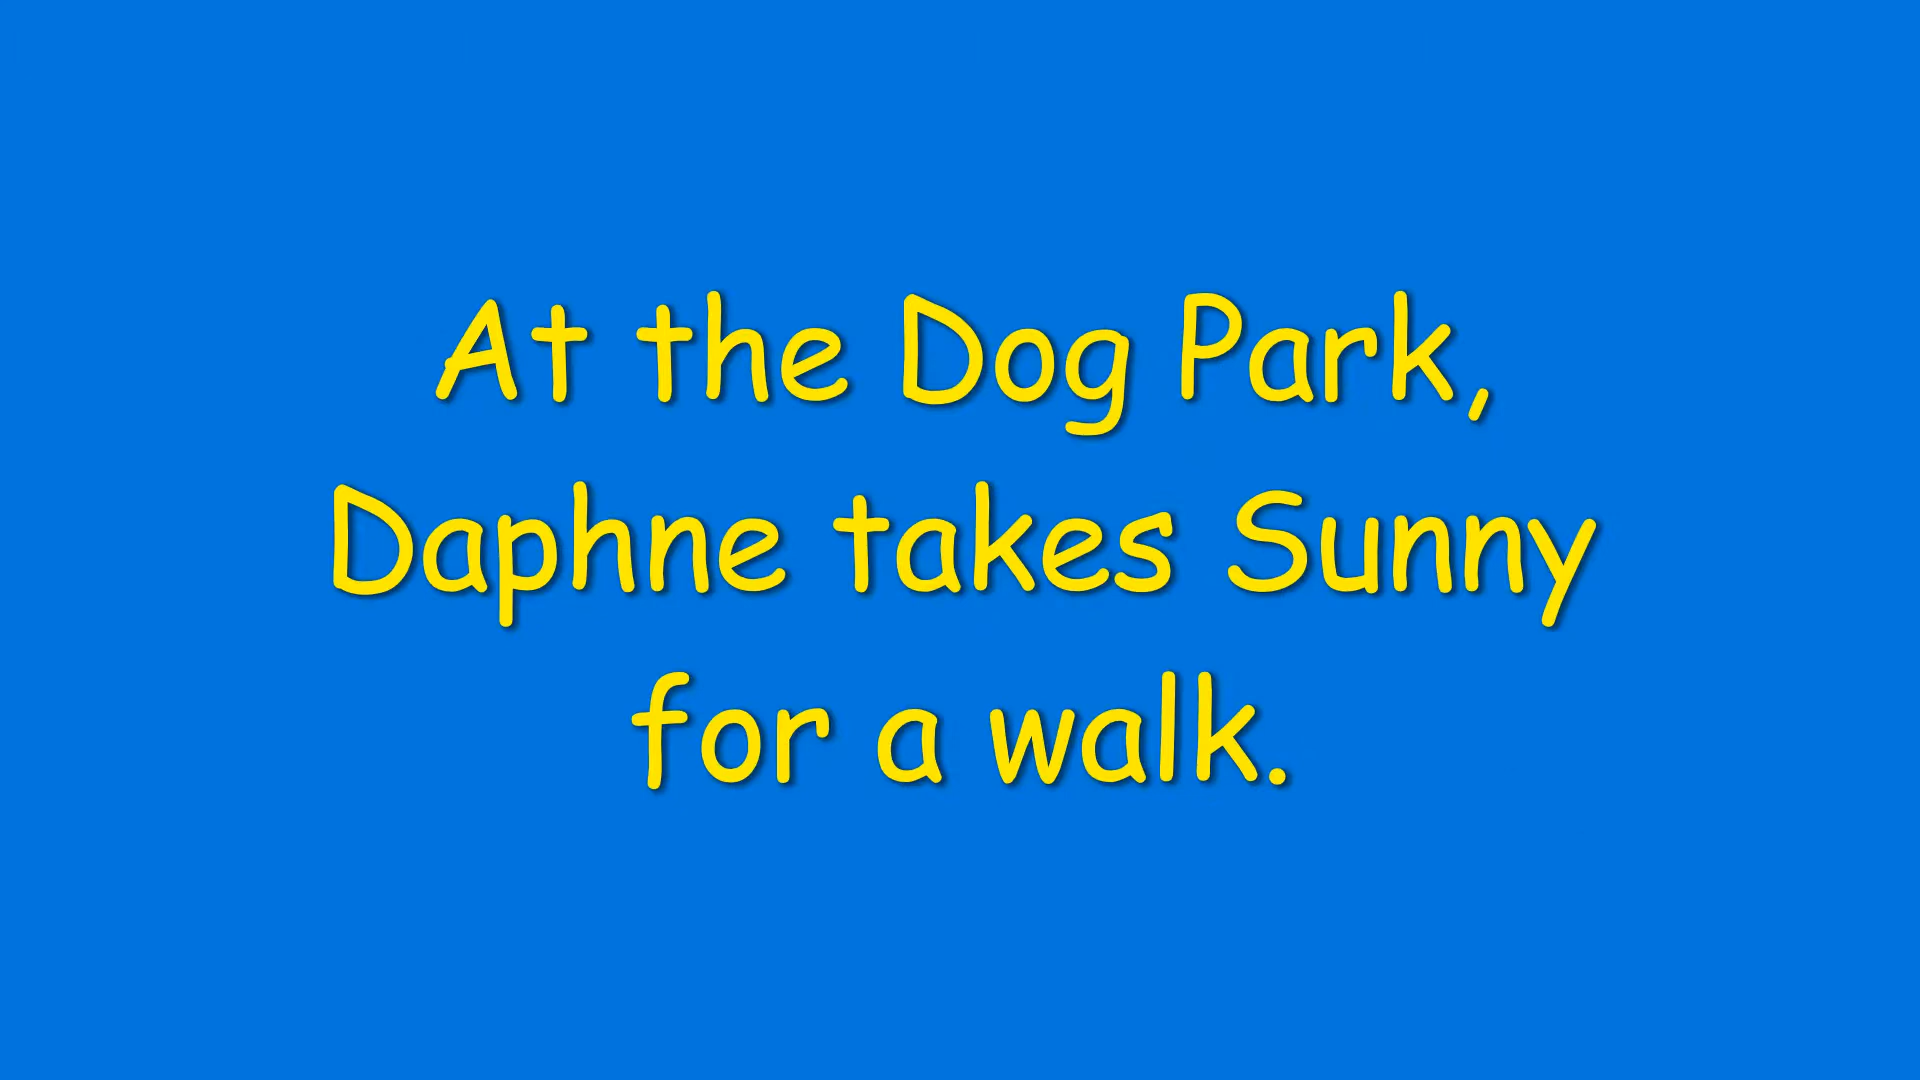 At the Dog Park,
Daphne takes Sunny
for a walk.